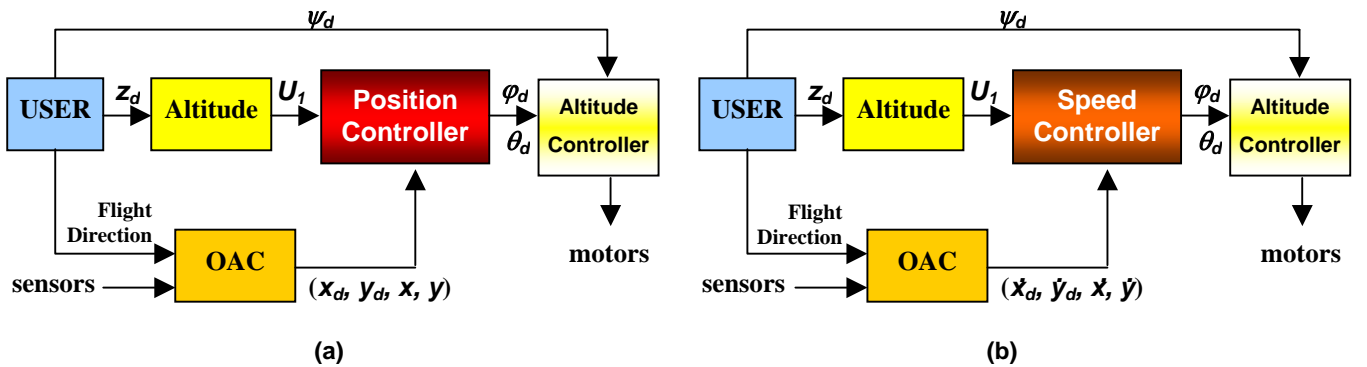 ψd
USER
zd
Altitude
U1
Position
Controller
φd
θd
Altitude
Controller
Flight
Direction
sensors
OAC
(xd, yd, x, y)
motors
(a)
ψd
USER
zd
Altitude
U1
Speed
Controller
φd
θd
Altitude
Controller
Flight
Direction
sensors
OAC
(ẋd, ẏd, ẋ, ẏ)
motors
(b)